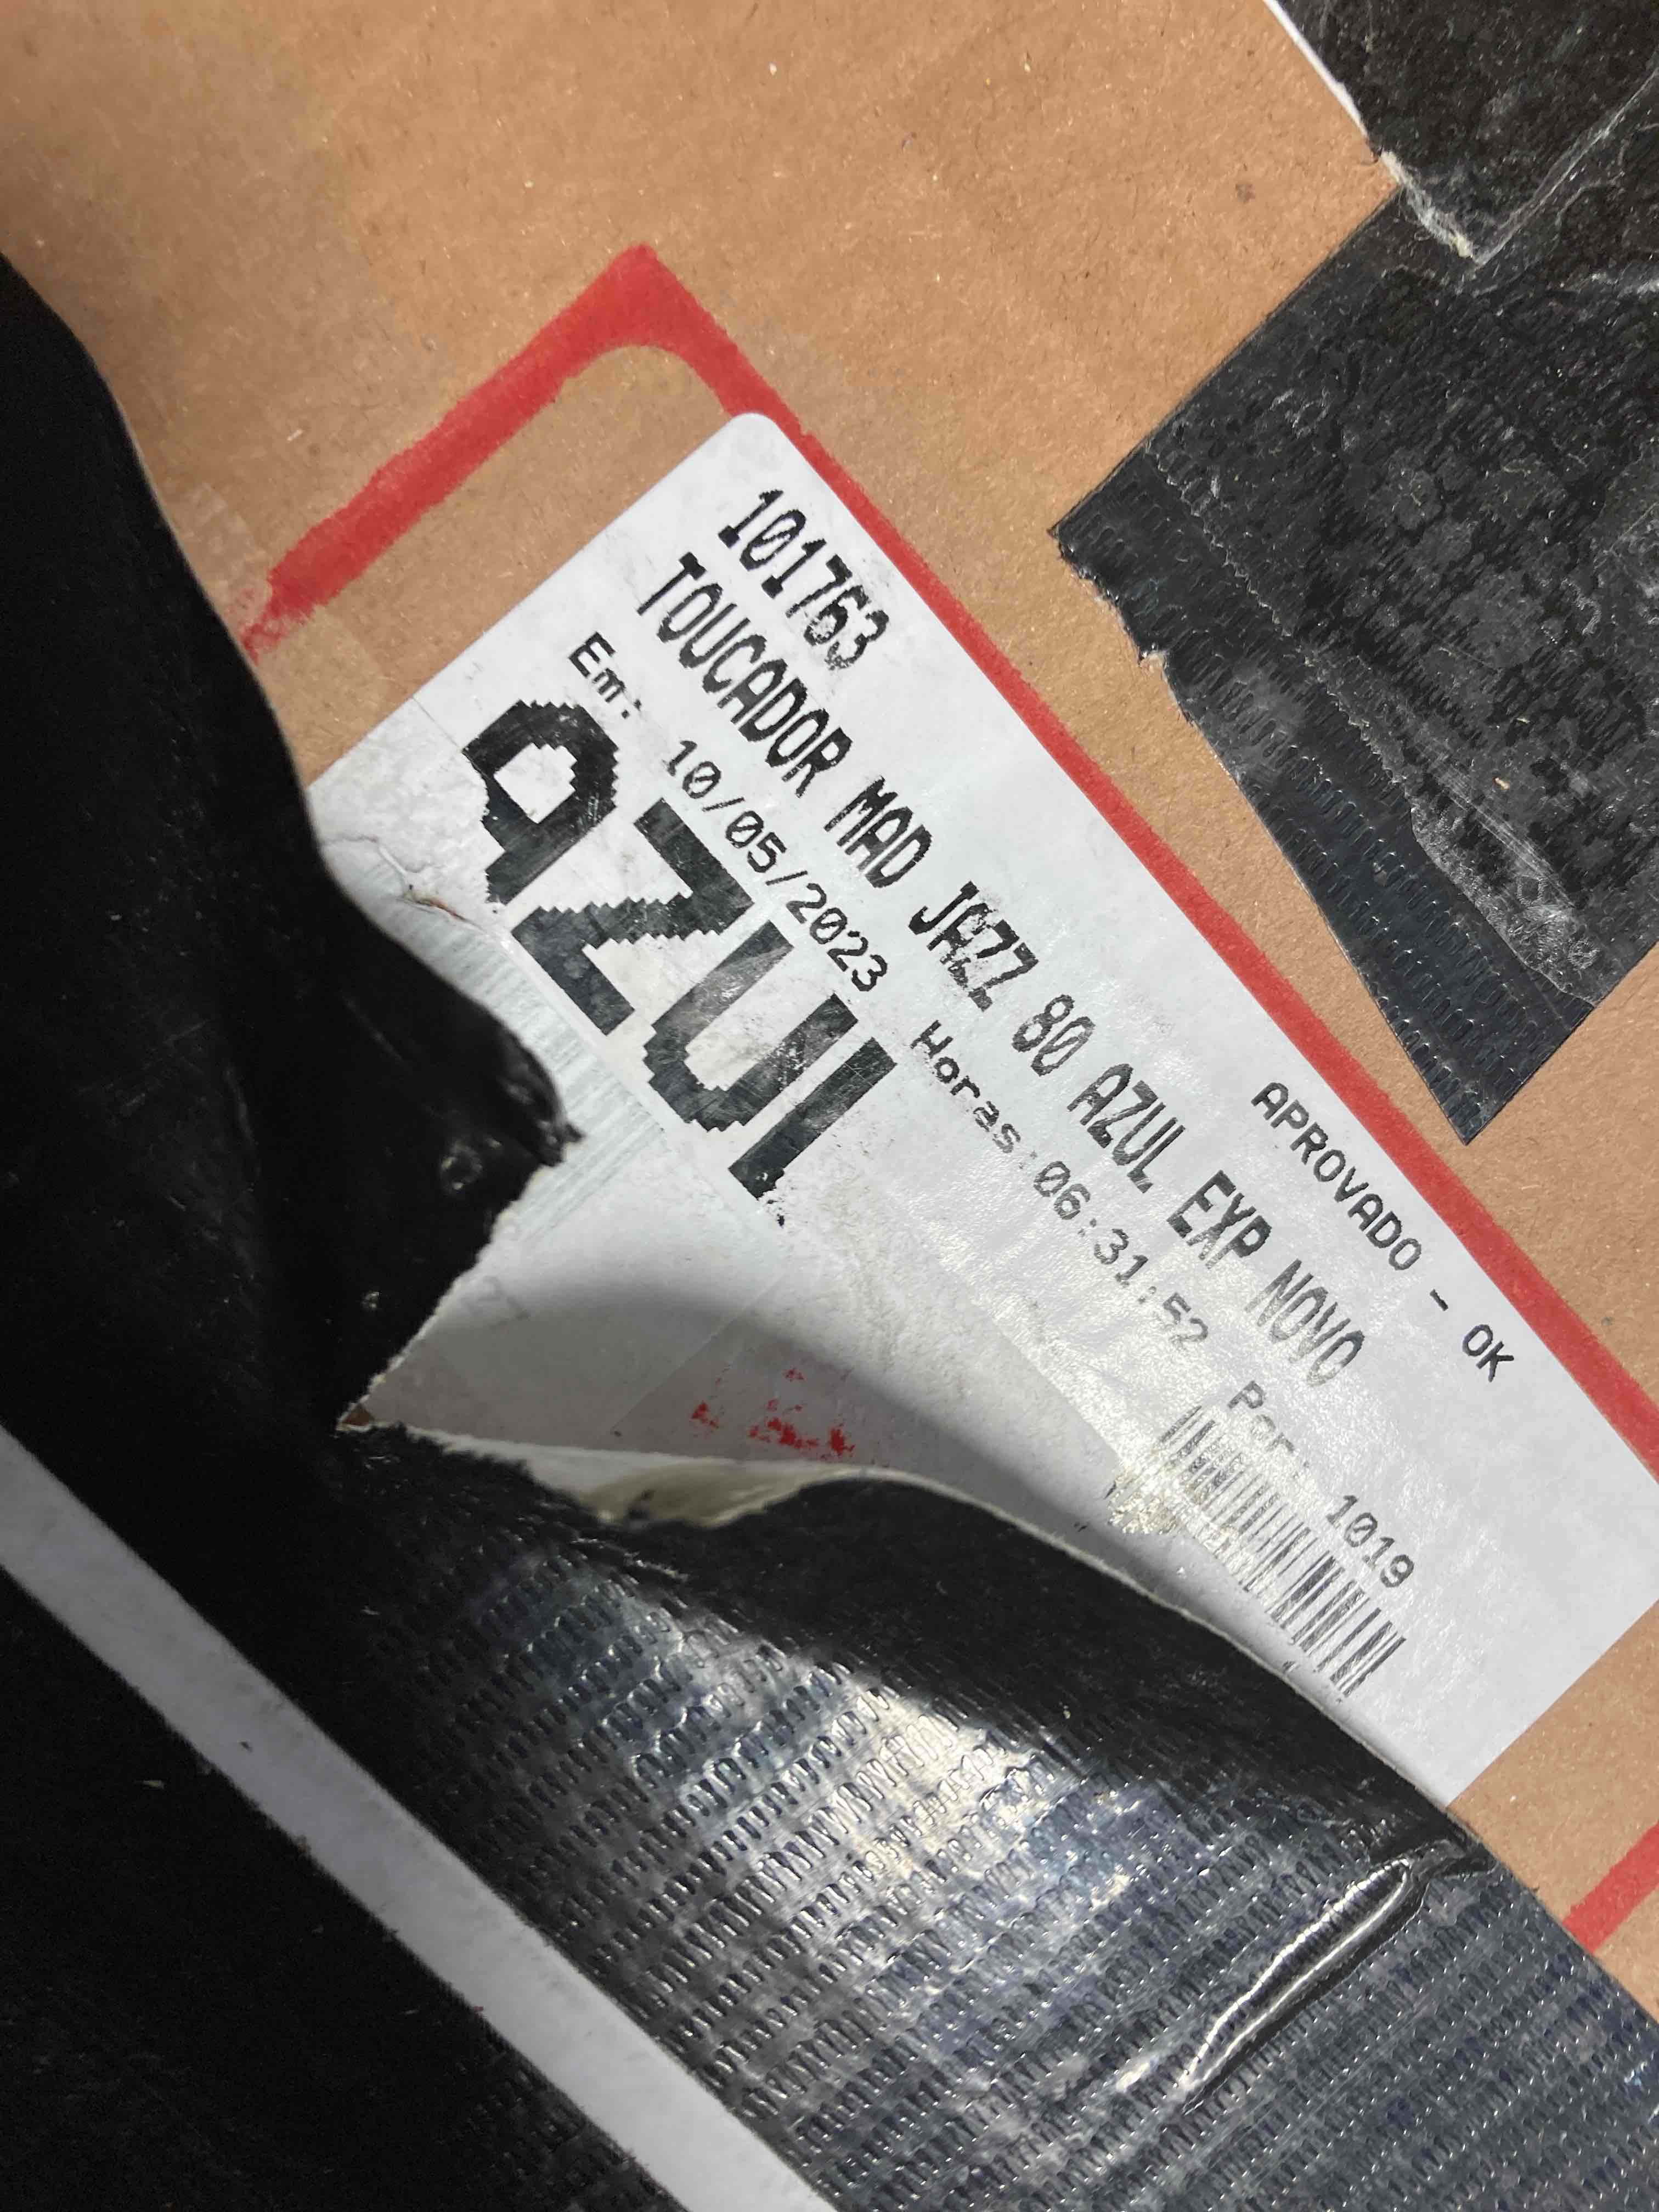 101763
APROVADO - OK
TOUCADOR MAD JAZZ 80 AZUL EXP NOVO
Em: 10/05/2023 Horas:06:31:52 Por: 1019
AZUL